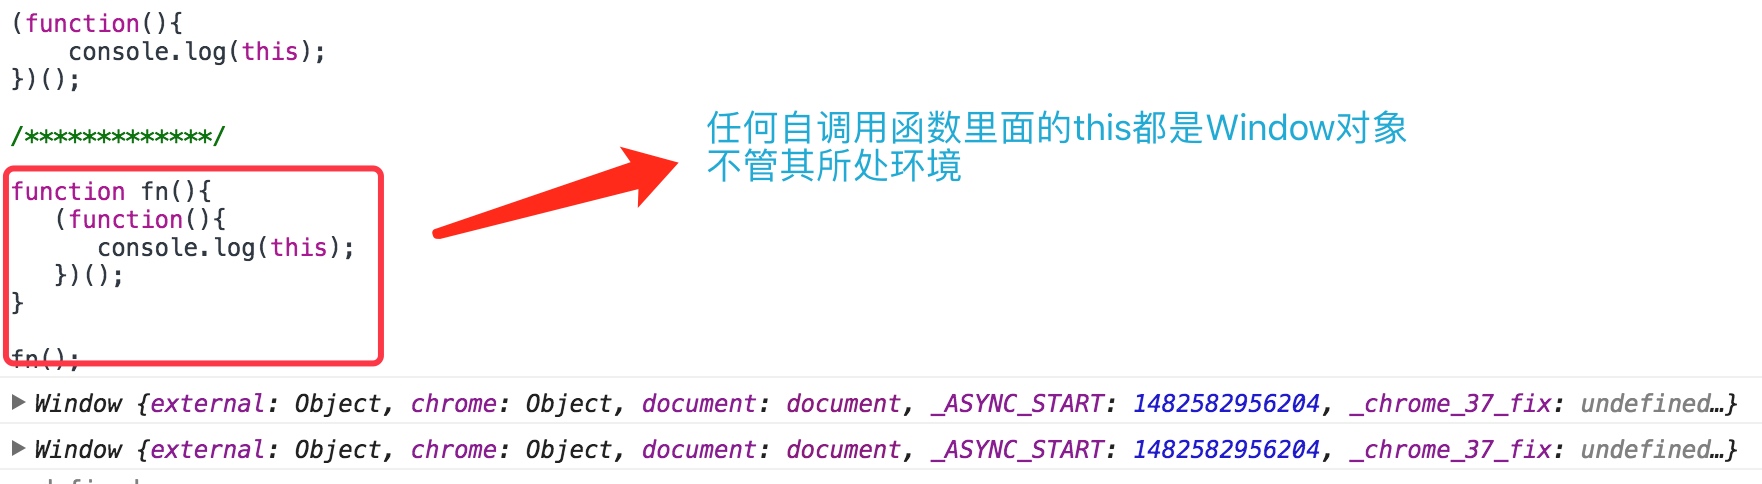 (function(){
    console.log(this);
})();
/*************/
function fn(){
   (function(){
      console.log(this);
   })();
}
fn();
任何自调用函数里面的this都是Window对象
不管其所处环境
▶ Window {external: Object, chrome: Object, document: document, _ASYNC_START: 1482582956204, _chrome_37_fix: undefined…}
▶ Window {external: Object, chrome: Object, document: document, _ASYNC_START: 1482582956204, _chrome_37_fix: undefined…}